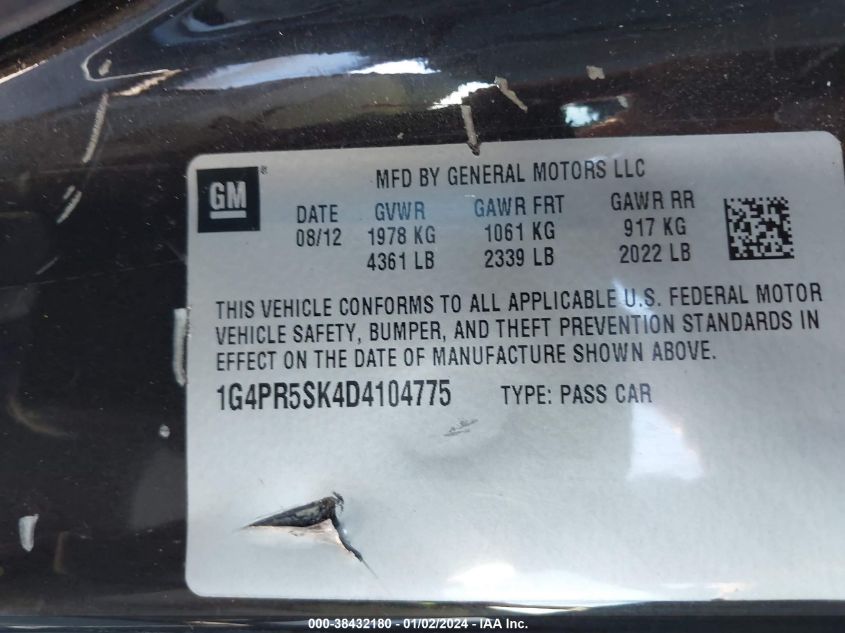 GM
MFD BY GENERAL MOTORS LLC
DATE GVWR GAWR FRT GAWR RR
08/12 1978 KG 1061 KG 917 KG
4361 LB 2339 LB 2022 LB
THIS VEHICLE CONFORMS TO ALL APPLICABLE U.S. FEDERAL MOTOR
VEHICLE SAFETY, BUMPER, AND THEFT PREVENTION STANDARDS IN
EFFECT ON THE DATE OF MANUFACTURE SHOWN ABOVE.
1G4PR5SK4D4104775 TYPE: PASS CAR
000-38432180 - 01/02/2024 - IAA Inc.